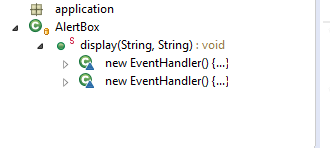 application
AlertBox
S
display(String, String) : void
new EventHandler() {...}
new EventHandler() {...}